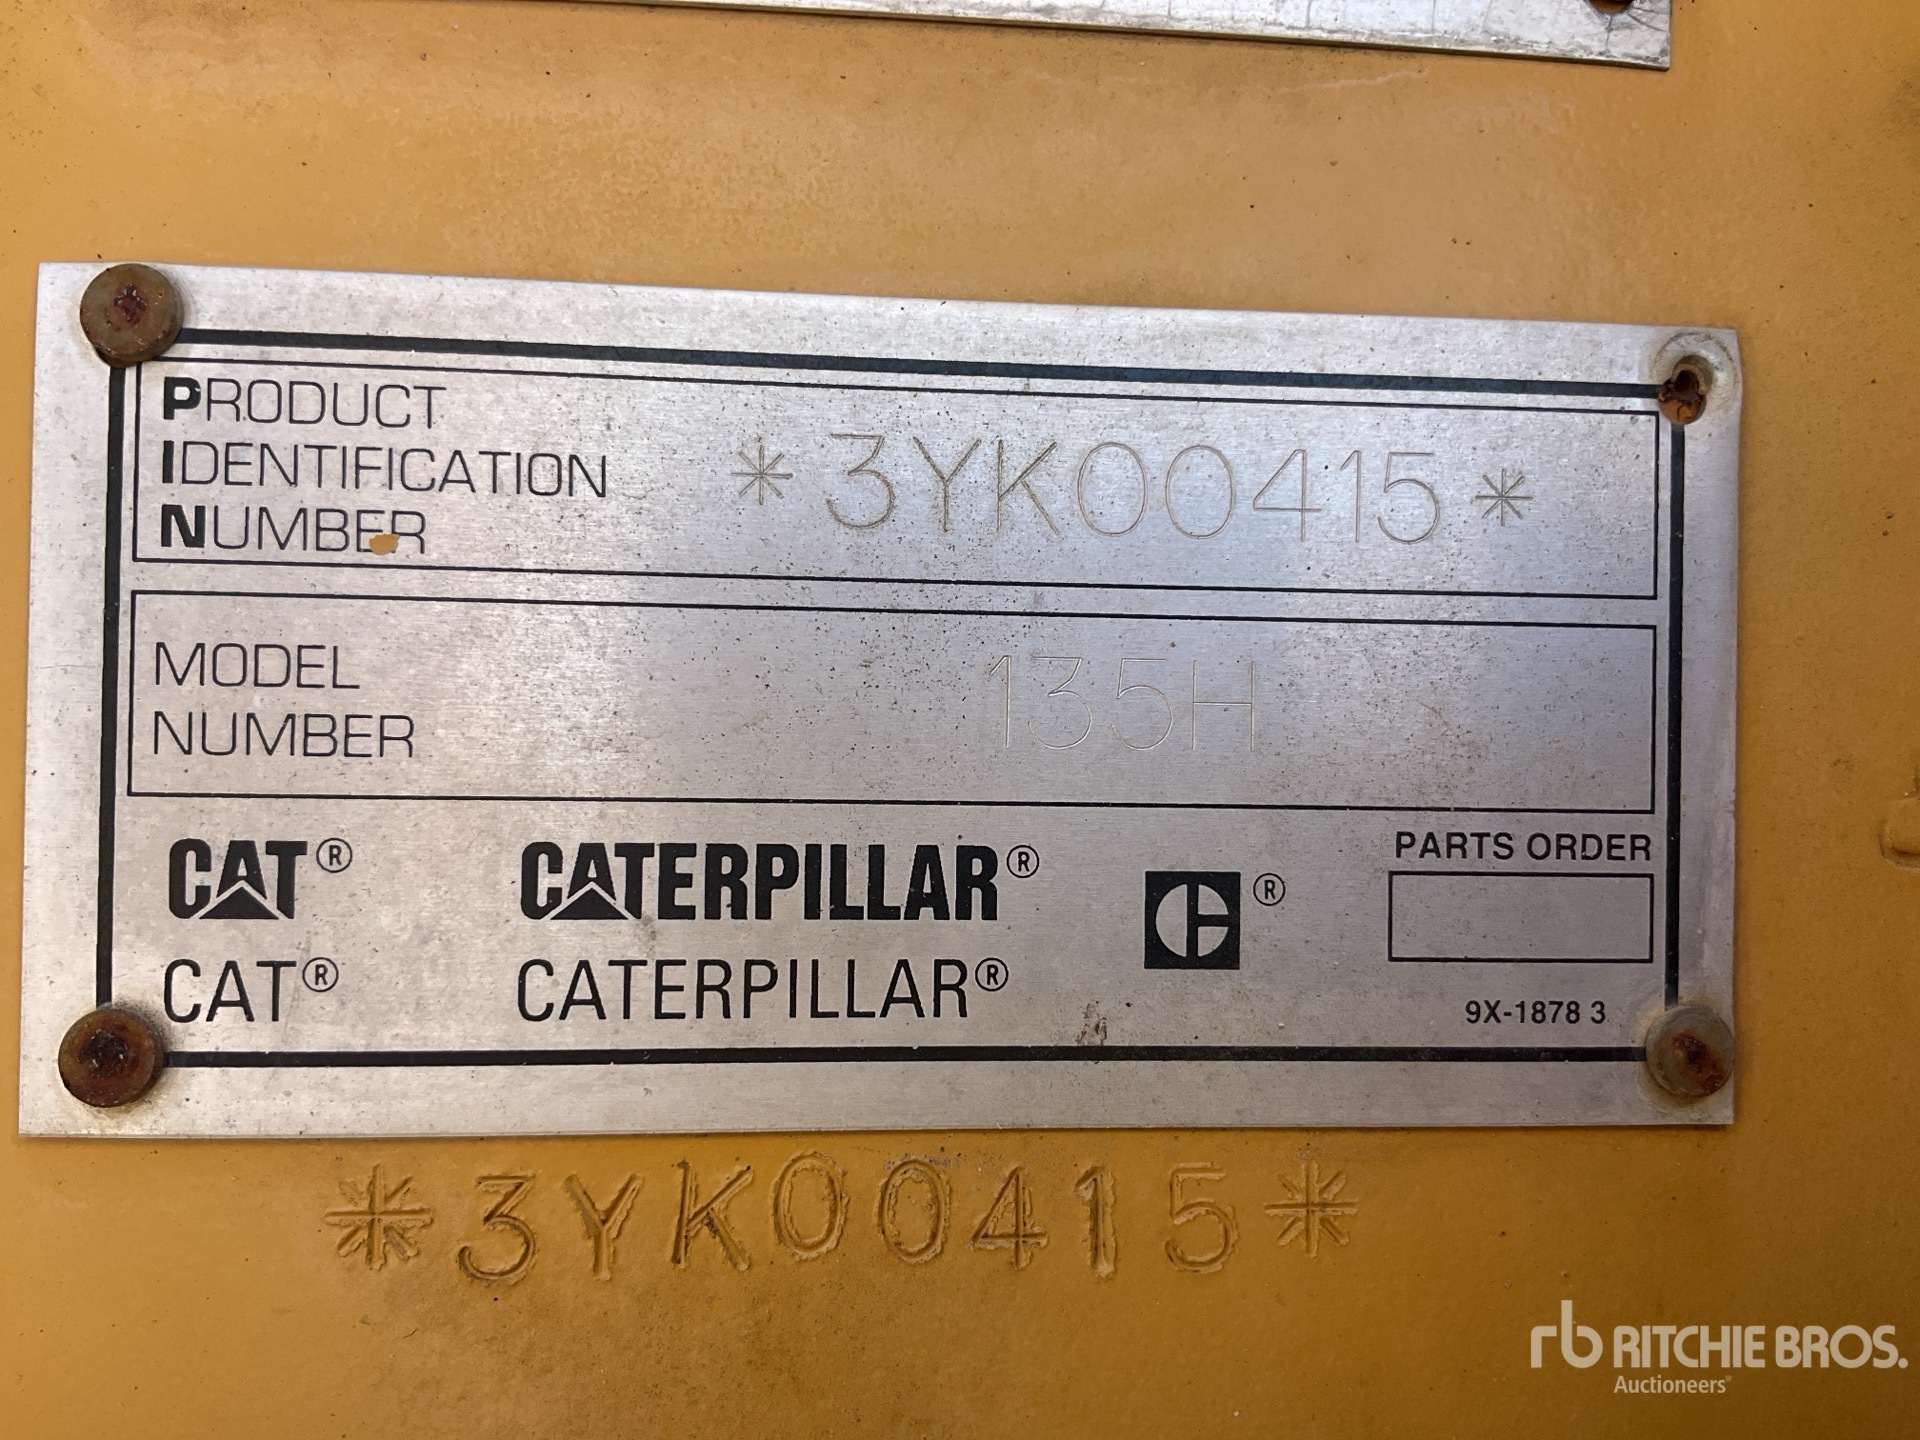 PRODUCT
IDENTIFICATION
NUMBER
*3YK00415*
MODEL
NUMBER
135H
CAT® CATERPILLAR® ®
CAT® CATERPILLAR®
PARTS ORDER
9X-1878 3
*3YK00415*
rb RITCHIE BROS.
Auctioneers®